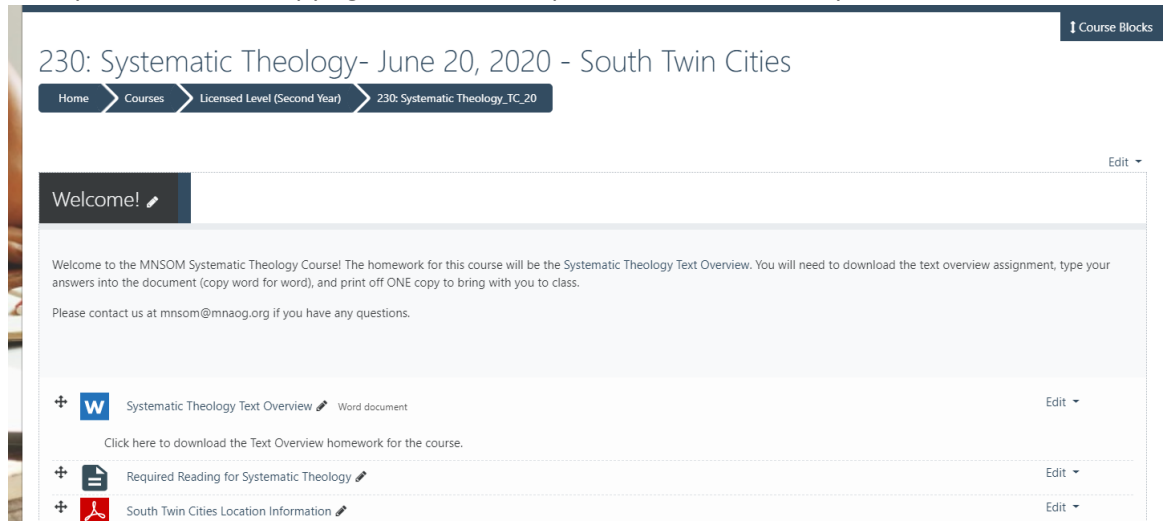 Course Blocks
230: Systematic Theology- June 20, 2020 - South Twin Cities
Home Courses Licensed Level (Second Year) 230: Systematic Theology_TC_20
Edit
Welcome!
Welcome to the MNSOM Systematic Theology Course! The homework for this course will be the Systematic Theology Text Overview. You will need to download the text overview assignment, type your
answers into the document (copy word for word), and print off ONE copy to bring with you to class.
Please contact us at mnsom@mnaog.org if you have any questions.
W Systematic Theology Text Overview Word document Edit
Click here to download the Text Overview homework for the course.
Required Reading for Systematic Theology Edit
South Twin Cities Location Information Edit